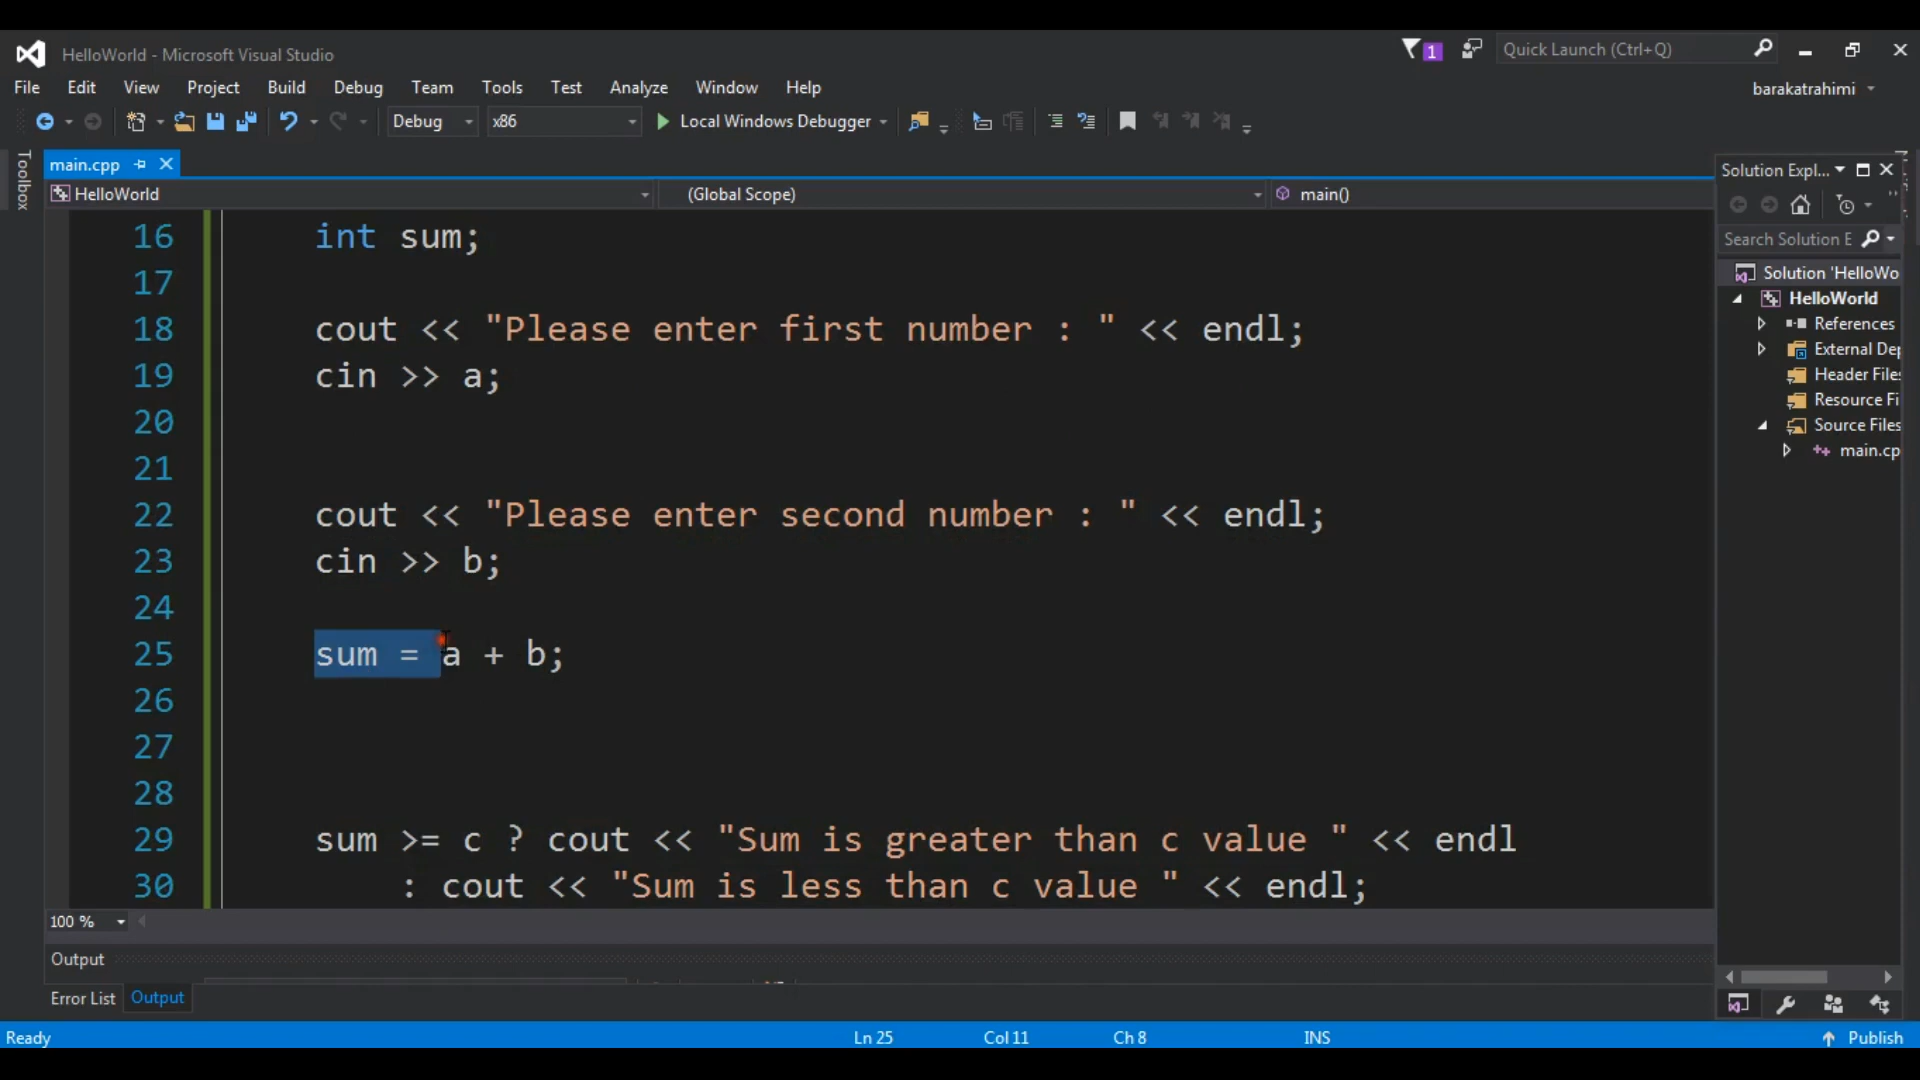 HelloWorld - Microsoft Visual Studio
1
Quick Launch (Ctrl+Q)
File Edit View Project Build Debug Team Tools Test Analyze Window Help
barakatrahimi
Debug x86 Local Windows Debugger
Toolbox
main.cpp
Solution Expl...
HelloWorld (Global Scope) main()
Search Solution E
Solution 'HelloWo
HelloWorld
References
External Dep
Header Files
Resource Fi
Source Files
main.cp
16 int sum;
17
18 cout << "Please enter first number : " << endl;
19 cin >> a;
20
21
22 cout << "Please enter second number : " << endl;
23 cin >> b;
24
25 sum = a + b;
26
27
28
29 sum >= c ? cout << "Sum is greater than c value " << endl
30 : cout << "Sum is less than c value " << endl;
100 %
Output
Error List Output
Ready Ln 25 Col 11 Ch 8 INS Publish